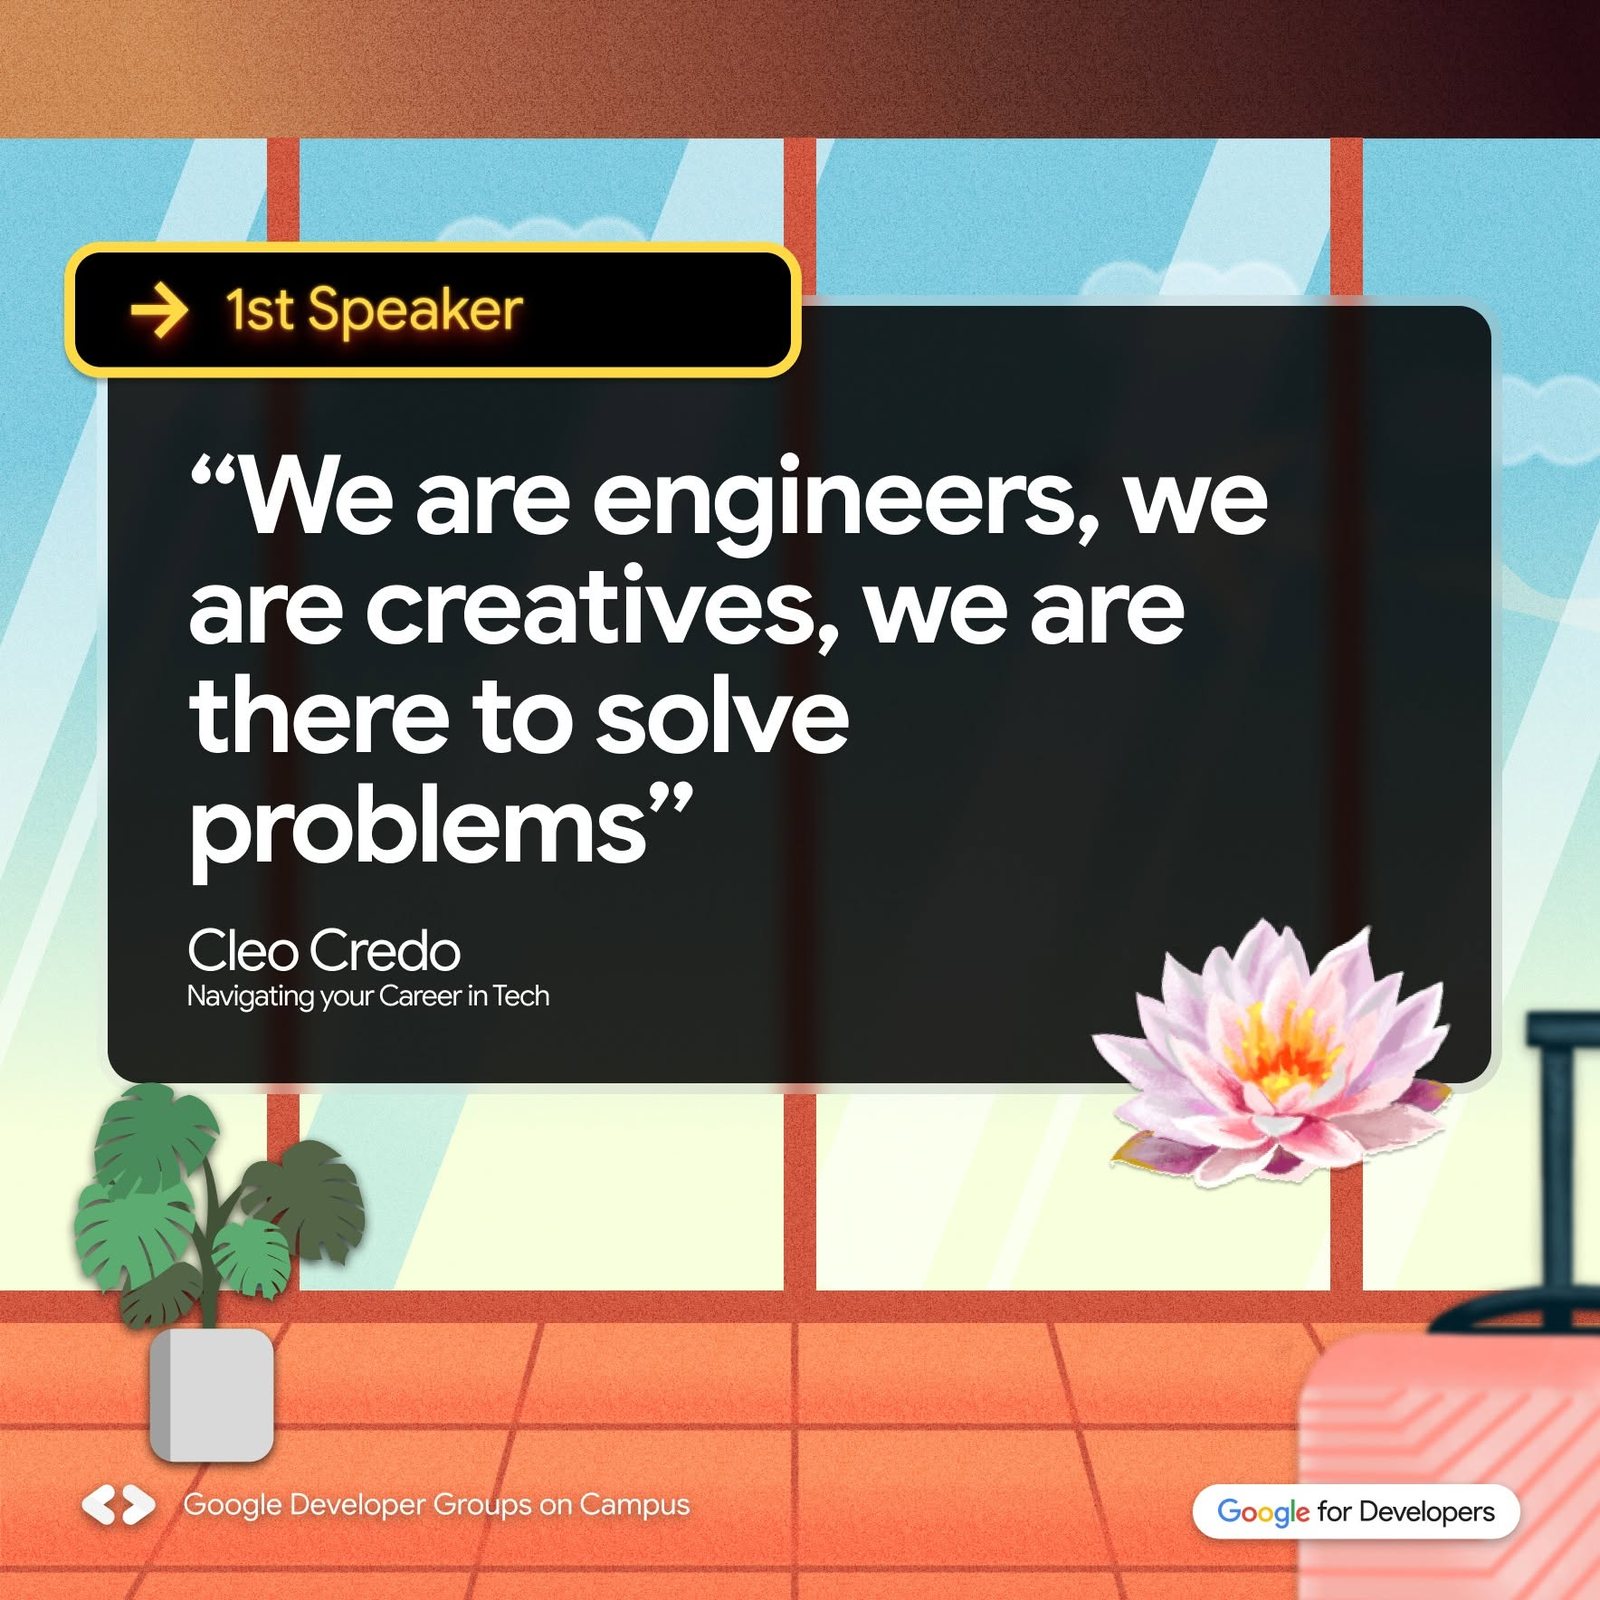 → 1st Speaker
“We are engineers, we
are creatives, we are
there to solve
problems”
Cleo Credo
Navigating your Career in Tech
Google Developer Groups on Campus
Google for Developers